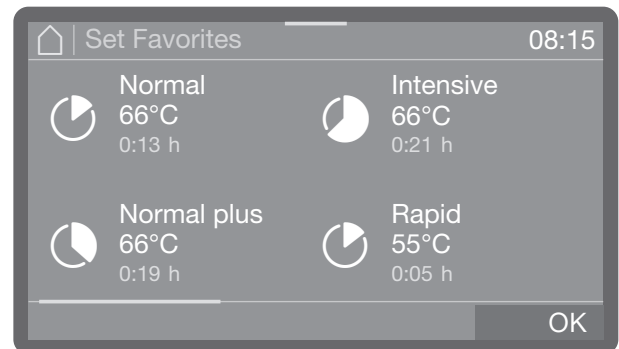 Set Favorites 08:15
Normal
66°C
0:13 h
Intensive
66°C
0:21 h
Normal plus
66°C
0:19 h
Rapid
55°C
0:05 h
OK